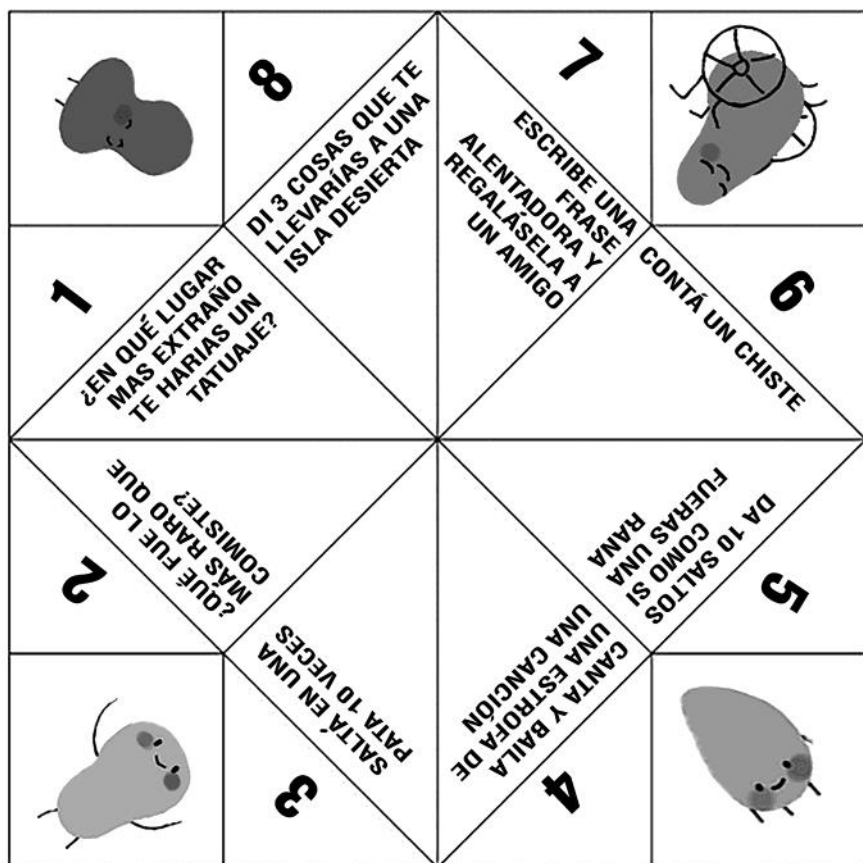 8
DI 3 COSAS QUE TE
LLEVARÍAS A UNA
ISLA DESIERTA
7
ESCRIBE UNA
FRASE
ALENTADORA Y
REGALÁSELA A
UN AMIGO
1
¿EN QUÉ LUGAR
MAS EXTRAÑO
TE HARIAS UN
TATUAJE?
6
CONTÁ UN CHISTE
2
¿QUÉ FUE LO
MÁS RARO QUE
COMISTE?
5
DA 10 SALTOS
COMO SI
FUERAS UNA
RANA
3
SALTÁ EN UNA
PATA 10 VECES
4
CANTA Y BAILA
UNA ESTROFA DE
UNA CANCIÓN